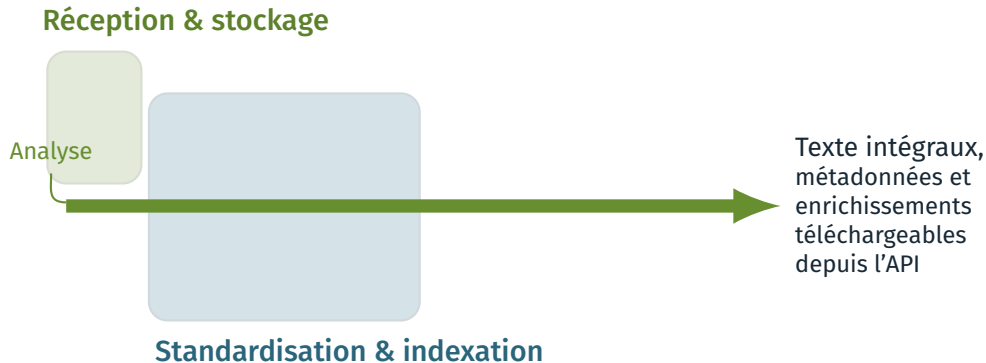 Réception & stockage
Analyse
Texte intégraux,
métadonnées et
enrichissements
téléchargeables
depuis l’API
Standardisation & indexation